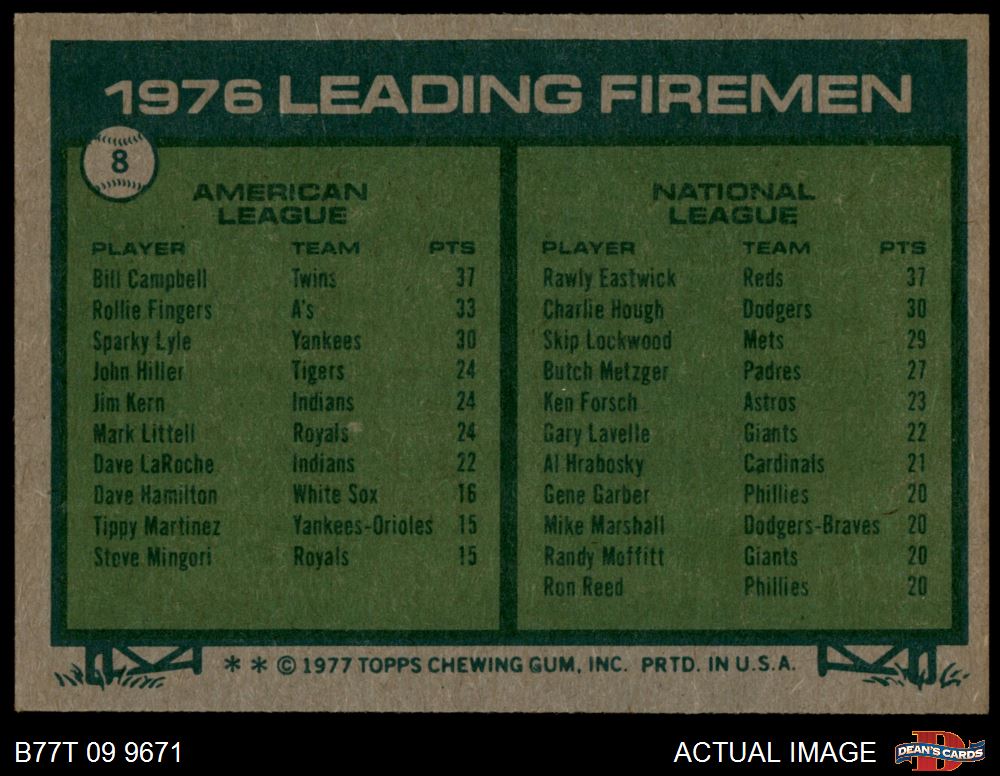 1976 LEADING FIREMEN
8
AMERICAN
LEAGUE
PLAYER TEAM PTS
Bill Campbell Twins 37
Rollie Fingers A's 33
Sparky Lyle Yankees 30
John Hiller Tigers 24
Jim Kern Indians 24
Mark Littell Royals 24
Dave LaRoche Indians 22
Dave Hamilton White Sox 16
Tippy Martinez Yankees-Orioles 15
Steve Mingori Royals 15
NATIONAL
LEAGUE
PLAYER TEAM PTS
Rawly Eastwick Reds 37
Charlie Hough Dodgers 30
Skip Lockwood Mets 29
Butch Metzger Padres 27
Ken Forsch Astros 23
Gary Lavelle Giants 22
Al Hrabosky Cardinals 21
Gene Garber Phillies 20
Mike Marshall Dodgers-Braves 20
Randy Moffitt Giants 20
Ron Reed Phillies 20
* * © 1977 TOPPS CHEWING GUM, INC. PRTD. IN U.S.A.
B77T 09 9671
ACTUAL IMAGE
DEAN'S CARDS